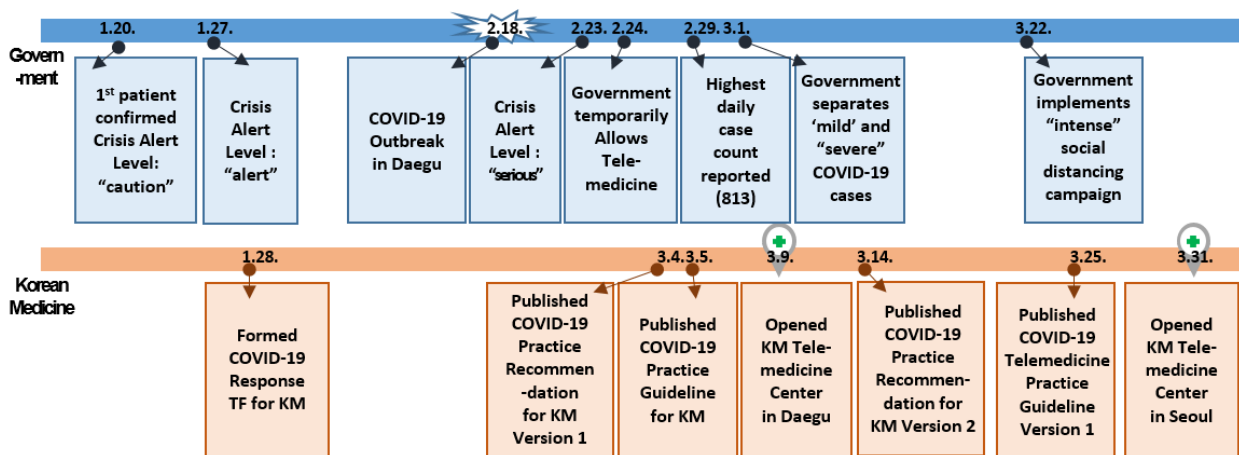 1.20.
1.27.
2.18.
2.23.
2.24.
2.29.
3.1.
3.22.
Govern
-ment
1st patient
confirmed
Crisis Alert
Level:
“caution”
Crisis
Alert
Level :
“alert”
COVID-19
Outbreak
in Daegu
Crisis
Alert
Level :
“serious”
Government
temporarily
Allows
Tele-
medicine
Highest
daily
case
count
reported
(813)
Government
separates
‘mild’ and
“severe”
COVID-19
cases
Government
implements
“intense”
social
distancing
campaign
1.28.
3.4.
3.5.
3.9.
3.14.
3.25.
3.31.
Korean
Medicine
Formed
COVID-19
Response
TF for KM
Published
COVID-19
Practice
Recommen
-dation
for KM
Version 1
Published
COVID-19
Practice
Guideline
for KM
Opened
KM Tele-
medicine
Center
in Daegu
Published
COVID-19
Practice
Recommen-
dation for
KM Version 2
Published
COVID-19
Telemedicine
Practice
Guideline
Version 1
Opened
KM Tele-
medicine
Center
in Seoul